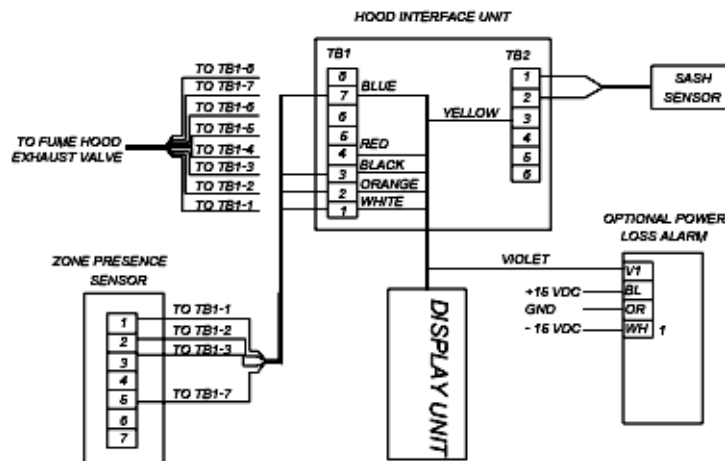 HOOD INTERFACE UNIT
TB1
TB2
8
7
6
5
4
3
2
1
BLUE
RED
BLACK
ORANGE
WHITE
YELLOW
1
2
3
4
5
6
SASH
SENSOR
TO TB1-8
TO TB1-7
TO TB1-6
TO TB1-5
TO TB1-4
TO TB1-3
TO TB1-2
TO TB1-1
TO FUME HOOD
EXHAUST VALVE
OPTIONAL POWER
LOSS ALARM
VIOLET
+15 VDC
GND
- 15 VDC
V1
BL
OR
WH 1
ZONE PRESENCE
SENSOR
1
2
3
4
5
6
7
TO TB1-1
TO TB1-2
TO TB1-3
TO TB1-7
DISPLAY UNIT